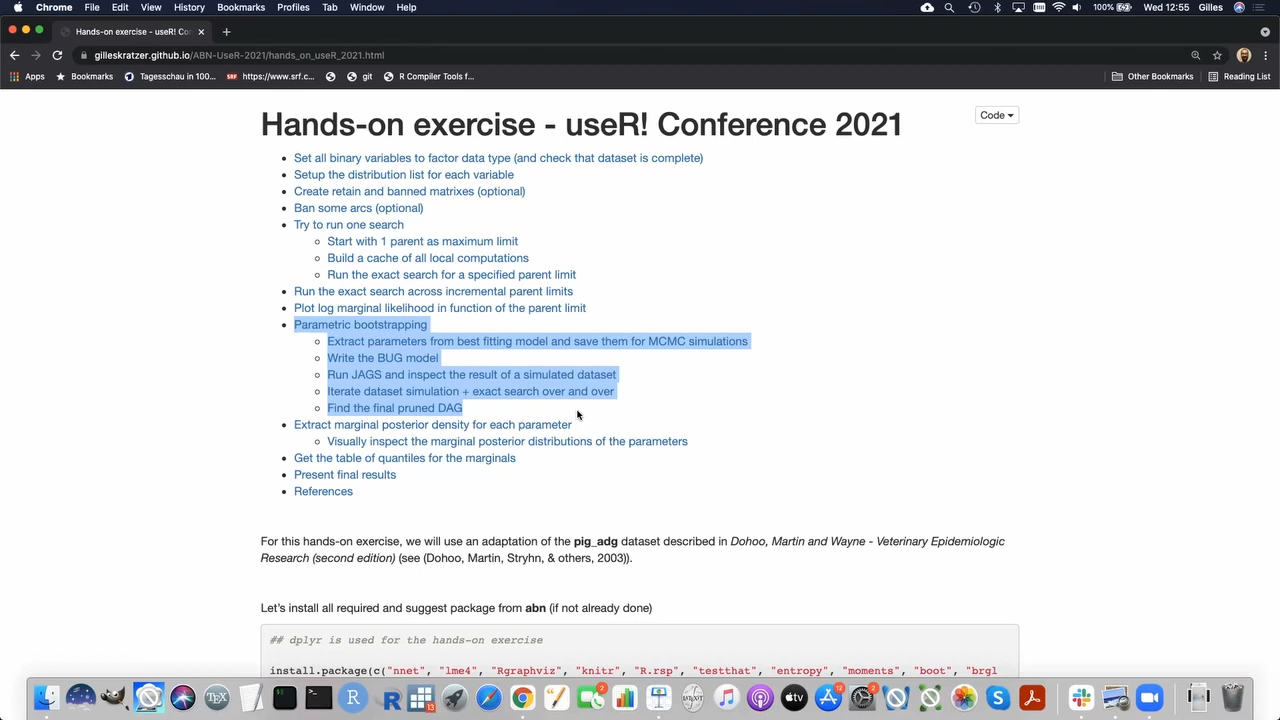 Chrome File Edit View History Bookmarks Profiles Tab Window Help 100% Wed 12:55 Gilles
Hands-on exercise - useR! Con
gilleskratzer.github.io/ABN-UseR-2021/hands_on_useR_2021.html
Apps Bookmarks Tagesschau in 100... https://www.srf.c... git R Compiler Tools f... Other Bookmarks Reading List
Hands-on exercise - useR! Conference 2021
Code
Set all binary variables to factor data type (and check that dataset is complete)
Setup the distribution list for each variable
Create retain and banned matrixes (optional)
Ban some arcs (optional)
Try to run one search
Start with 1 parent as maximum limit
Build a cache of all local computations
Run the exact search for a specified parent limit
Run the exact search across incremental parent limits
Plot log marginal likelihood in function of the parent limit
Parametric bootstrapping
Extract parameters from best fitting model and save them for MCMC simulations
Write the BUG model
Run JAGS and inspect the result of a simulated dataset
Iterate dataset simulation + exact search over and over
Find the final pruned DAG
Extract marginal posterior density for each parameter
Visually inspect the marginal posterior distributions of the parameters
Get the table of quantiles for the marginals
Present final results
References
For this hands-on exercise, we will use an adaptation of the pig_adg dataset described in Dohoo, Martin and Wayne - Veterinary Epidemiologic
Research (second edition) (see (Dohoo, Martin, Stryhn, & others, 2003)).
Let's install all required and suggest package from abn (if not already done)
## dplyr is used for the hands-on exercise
install.package(c("nnet", "lme4", "Rgraphviz", "knitr", "R.rsp", "testthat", "entropy", "moments", "boot", "brgl